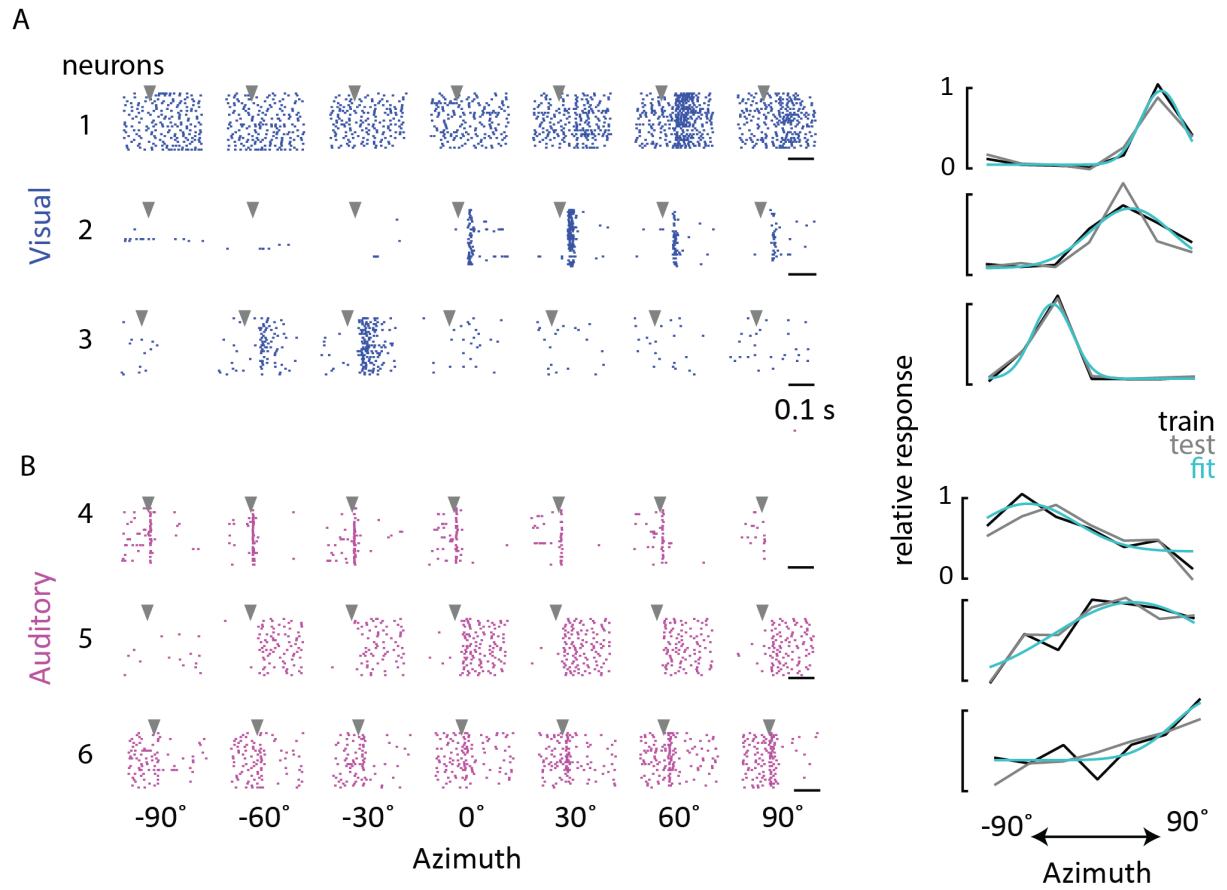 A
neurons
1
2
3
Visual
0.1 s
1
0
relative response
train
test
fit
B
4
5
6
Auditory
1
0
-90˚
-60˚
-30˚
0˚
30˚
60˚
90˚
Azimuth
-90˚
90˚
Azimuth